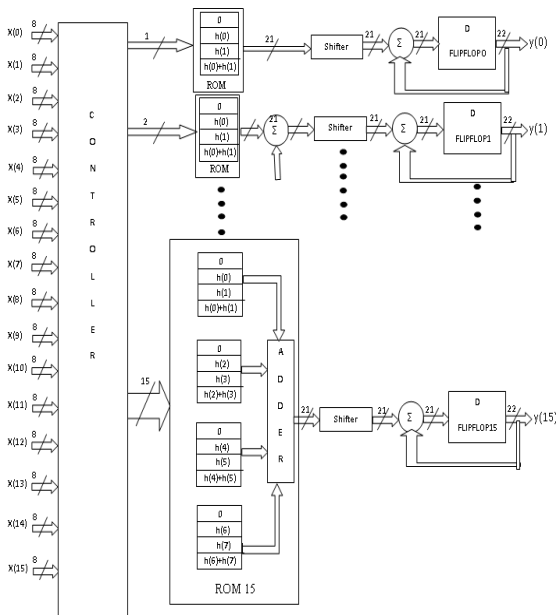 X(0) 8
X(1) 8
X(2) 8
X(3) 8
X(4) 8
X(5) 8
X(6) 8
X(7) 8
X(8) 8
X(9) 8
X(10) 8
X(11) 8
X(12) 8
X(13) 8
X(14) 8
X(15) 8
CONTROLLER
1
0
h(0)
h(1)
h(0)+h(1)
ROM
21
Shifter
21
Σ
21
D
FLIPFLOP0
22
y(0)
2
0
h(0)
h(1)
h(0)+h(1)
ROM
21
Σ
Shifter
21
Σ
21
D
FLIPFLOP1
22
y(1)
15
0
h(0)
h(1)
h(0)+h(1)
0
h(2)
h(3)
h(2)+h(3)
0
h(4)
h(5)
h(4)+h(5)
0
h(6)
h(7)
h(6)+h(7)
ADDER
ROM 15
21
Shifter
21
Σ
21
D
FLIPFLOP15
22
y(15)